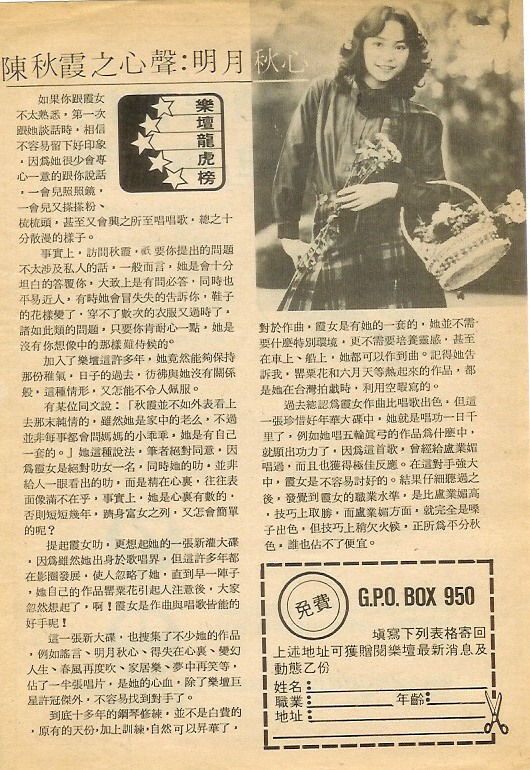 陳秋霞之心聲：明月秋心
樂壇龍虎榜
如果你跟霞女
不太熟悉，第一次
跟她談話時，相信
不容易留下好印象
，因爲她很少會專
心一意的跟你說話
，一會兒照照鏡，
一會兒又搽搽粉、
梳梳頭，甚至又會興之所至唱唱歌，總之十
分散漫的樣子。
事實上，訪問秋霞，祇要你提出的問題
不太涉及私人的話，一般而言，她是會十分
坦白的答覆你，大致上是有問必答，同時也
平易近人，有時她會冒失失的告訴你，鞋子
的花樣變了，穿不了數次的衣服又過時了，
諸如此類的問題，只要你肯耐心一點，她是
沒有你想像中的那樣難侍候的。
加入了樂壇這許多年，她竟然能夠保持
那份稚氣，日子的過去，彷彿與她沒有關係
般，這種情形，又怎能不令人佩服。
有某位同文說：「秋霞並不如外表看上
去那末純情的，雖然她是家中的老么，不過
並非每事都會問媽媽的小乖乖，她是有自己
一套的。」她這種說法，筆者絕對同意，因
爲霞女是絕對叻女一名，同時她的叻，並非
給人一眼看出的叻，而是精在心裏，往往表
面像滿不在乎，事實上，她是心裏有數的，
否則短短幾年，躋身富女之列，又怎會簡單
的呢？
提起霞女叻，更想起她的一張新灌大碟
，因爲雖然她出身於歌唱界，但這許多年都
在影圈發展，使人忽略了她，直到早一陣子
，她自己的作品罌粟花引起人注意後，大家
忽然想起了，啊！霞女是作曲與唱歌皆能的
好手呢！
這一張新大碟，也搜集了不少她的作品
，例如謠言、明月秋心、得失在心裏、變幻
人生、春風再度吹、家居樂、夢中再笑等，
佔了一半張唱片，是她的心血，除了樂壇巨
星許冠傑外，不容易找到對手了。
到底十多年的鋼琴修練，並不是白費的
，原有的天份，加上訓練，自然可以昇華了，
對於作曲，霞女是有她的一套的，她並不需
要什麼特別環境，更不需要培養靈感，甚至
在車上、船上，她都可以作到曲。記得她告
訴我，罌粟花和六月天等熱起來的作品，都
是她在台灣拍戲時，利用空暇寫的。
過去總認爲霞女作曲比唱歌出色，但這
一張珍惜好年華大碟中，她就是唱功一日千
里了，例如她唱五輪眞弓的作品爲什麼中，
就顯出功力了，因爲這首歌，曾經給盧業媚
唱過，而且也獲得極佳反應。在這對手強大
中，霞女是不容易討好的。結果仔細聽過之
後，發覺到霞女的職業水準，是比盧業媚高
，技巧上取勝，而盧業媚方面，就完全是嗓
子出色，但技巧上稍欠火候，正所爲平分秋
色，誰也佔不了便宜。
免費
G.P.O. BOX 950
填寫下列表格寄回
上述地址可獲贈閱樂壇最新消息及
動態乙份
姓名：
職業：　年齡：
地址：